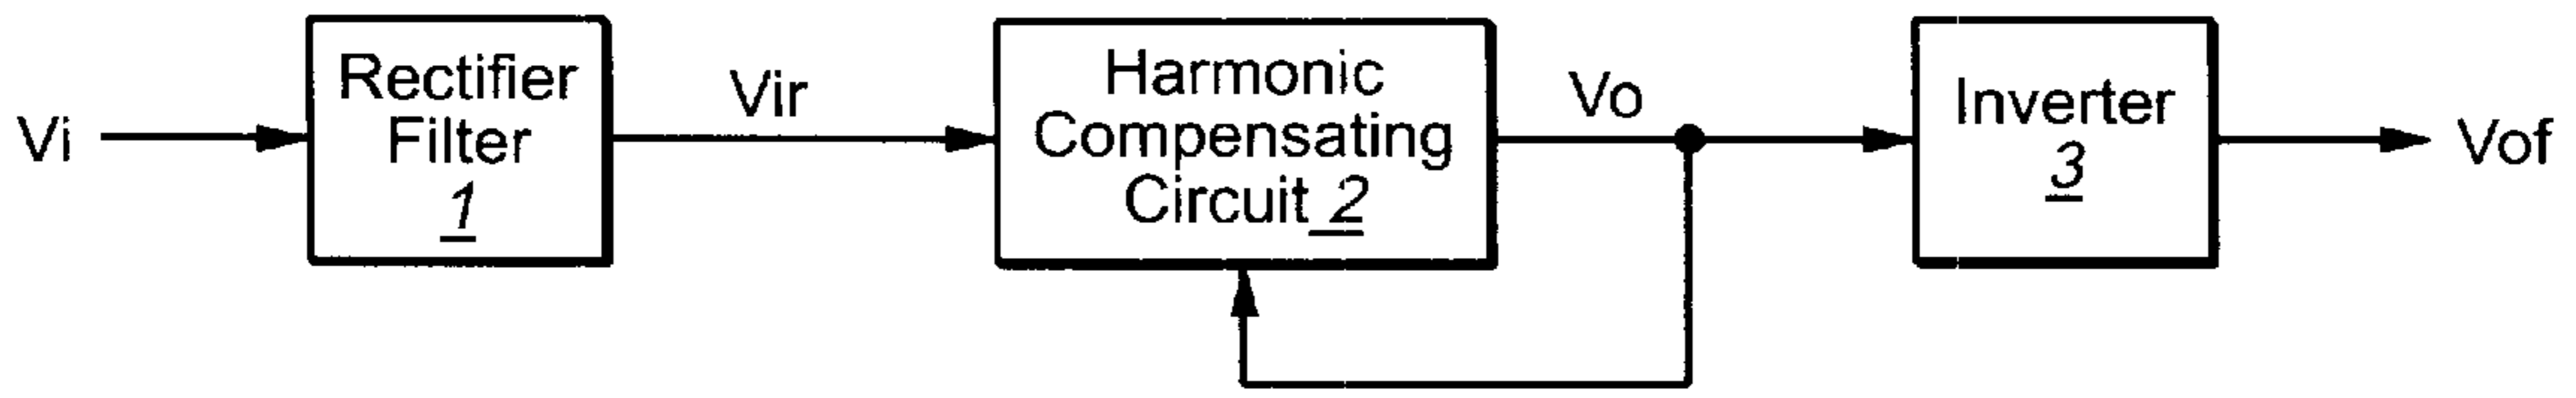 Vi
Rectifier
Filter
1
Vir
Harmonic
Compensating
Circuit 2
Vo
Inverter
3
Vof